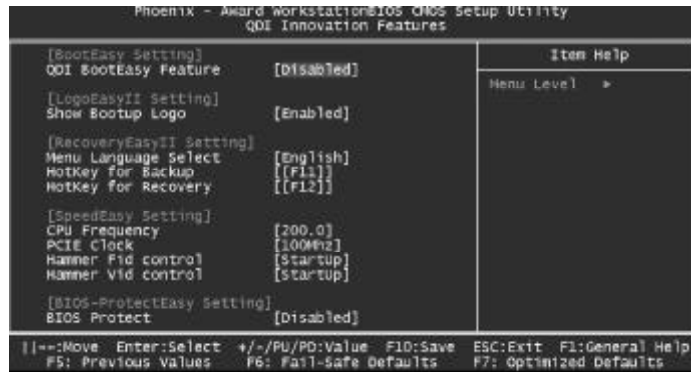 Phoenix - Award WorkstationBIOS CMOS Setup Utility
QDI Innovation Features
[BootEasy Setting]
QDI BootEasy Feature [Disabled]
[LogoEasyII Setting]
Show Bootup Logo [Enabled]
[RecoveryEasyII Setting]
Menu Language Select [English]
HotKey for Backup [[F11]]
HotKey for Recovery [[F12]]
[SpeedEasy Setting]
CPU Frequency [200.0]
PCIE Clock [100Mhz]
Hammer Fid control [StartUp]
Hammer Vid control [StartUp]
[BIOS-ProtectEasy Setting]
BIOS Protect [Disabled]
Item Help
Menu Level ►
||↔:Move Enter:Select +/-/PU/PD:Value F10:Save ESC:Exit F1:General Help
F5: Previous Values F6: Fail-Safe Defaults F7: Optimized Defaults